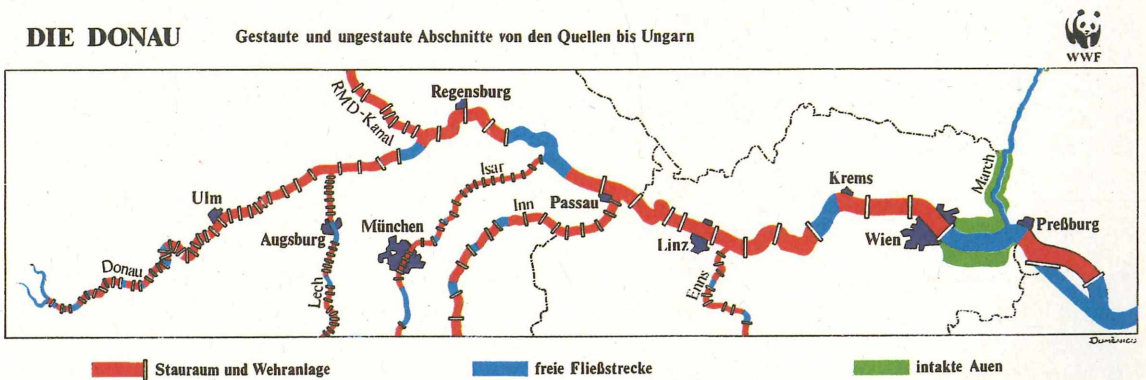 DIE DONAU Gestaute und ungestaute Abschnitte von den Quellen bis Ungarn
WWF
RMD-Kanal
Regensburg
Isar
Ulm
Augsburg
München
Inn
Passau
Donau
Lech
Linz
Enns
Krems
Wien
March
Preßburg
DOMENICO
Stauraum und Wehranlage
freie Fließstrecke
intakte Auen